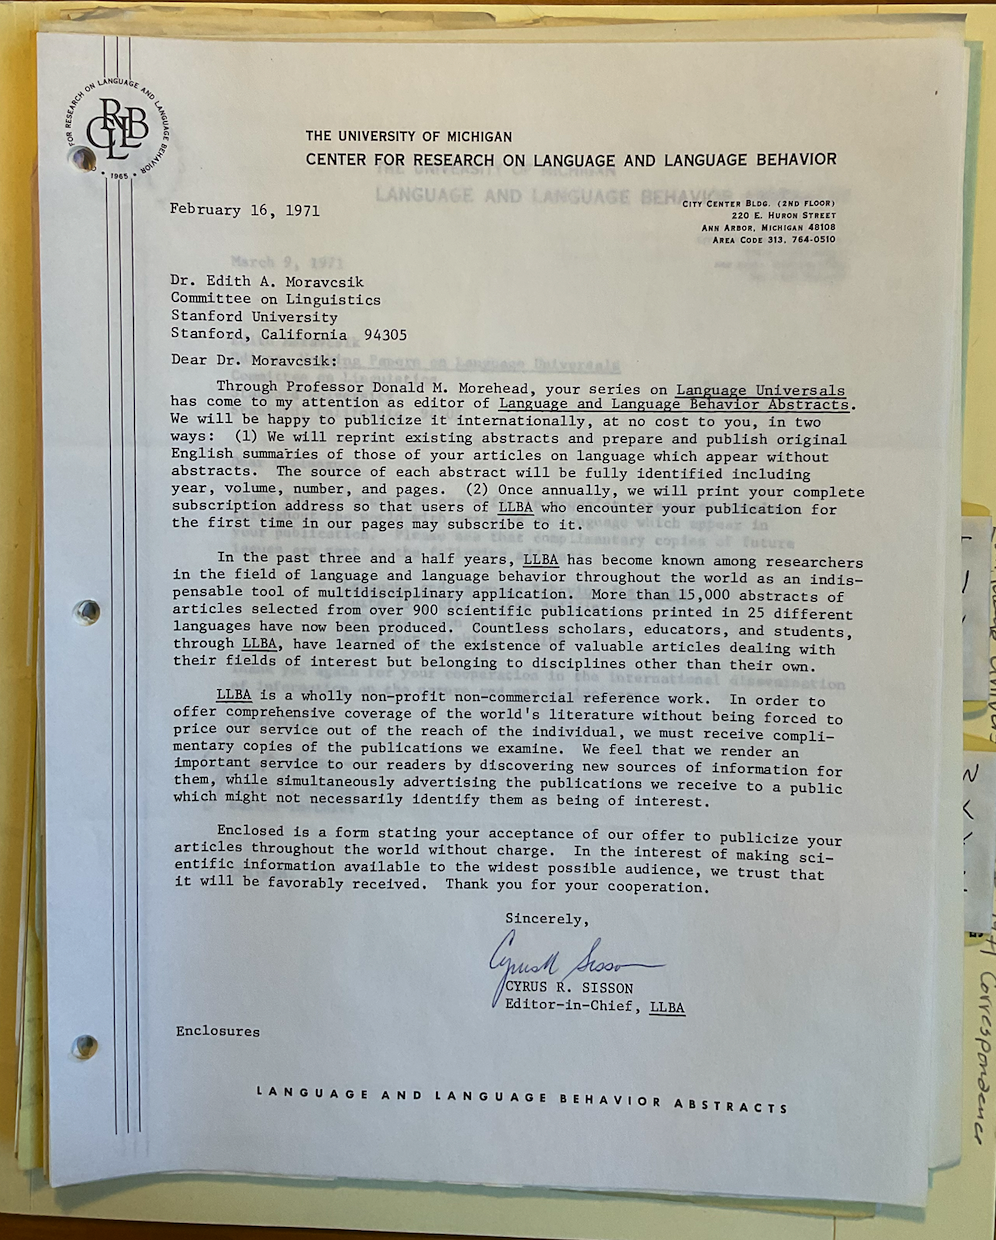 FOR RESEARCH ON LANGUAGE AND LANGUAGE BEHAVIOR
CRLLB
• 1965 •
THE UNIVERSITY OF MICHIGAN
CENTER FOR RESEARCH ON LANGUAGE AND LANGUAGE BEHAVIOR
CITY CENTER BLDG. (2ND FLOOR)
220 E. HURON STREET
ANN ARBOR, MICHIGAN 48108
AREA CODE 313, 764-0510
February 16, 1971
Dr. Edith A. Moravcsik
Committee on Linguistics
Stanford University
Stanford, California 94305
Dear Dr. Moravcsik:
Through Professor Donald M. Morehead, your series on Language Universals
has come to my attention as editor of Language and Language Behavior Abstracts.
We will be happy to publicize it internationally, at no cost to you, in two
ways: (1) We will reprint existing abstracts and prepare and publish original
English summaries of those of your articles on language which appear without
abstracts. The source of each abstract will be fully identified including
year, volume, number, and pages. (2) Once annually, we will print your complete
subscription address so that users of LLBA who encounter your publication for
the first time in our pages may subscribe to it.
In the past three and a half years, LLBA has become known among researchers
in the field of language and language behavior throughout the world as an indis-
pensable tool of multidisciplinary application. More than 15,000 abstracts of
articles selected from over 900 scientific publications printed in 25 different
languages have now been produced. Countless scholars, educators, and students,
through LLBA, have learned of the existence of valuable articles dealing with
their fields of interest but belonging to disciplines other than their own.
LLBA is a wholly non-profit non-commercial reference work. In order to
offer comprehensive coverage of the world's literature without being forced to
price our service out of the reach of the individual, we must receive compli-
mentary copies of the publications we examine. We feel that we render an
important service to our readers by discovering new sources of information for
them, while simultaneously advertising the publications we receive to a public
which might not necessarily identify them as being of interest.
Enclosed is a form stating your acceptance of our offer to publicize your
articles throughout the world without charge. In the interest of making sci-
entific information available to the widest possible audience, we trust that
it will be favorably received. Thank you for your cooperation.
Sincerely,
CYRUS R. SISSON
Editor-in-Chief, LLBA
Enclosures
LANGUAGE AND LANGUAGE BEHAVIOR ABSTRACTS
Correspondence